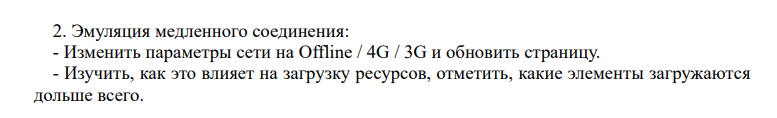 2. Эмуляция медленного соединения:
- Изменить параметры сети на Offline / 4G / 3G и обновить страницу.
- Изучить, как это влияет на загрузку ресурсов, отметить, какие элементы загружаются
дольше всего.